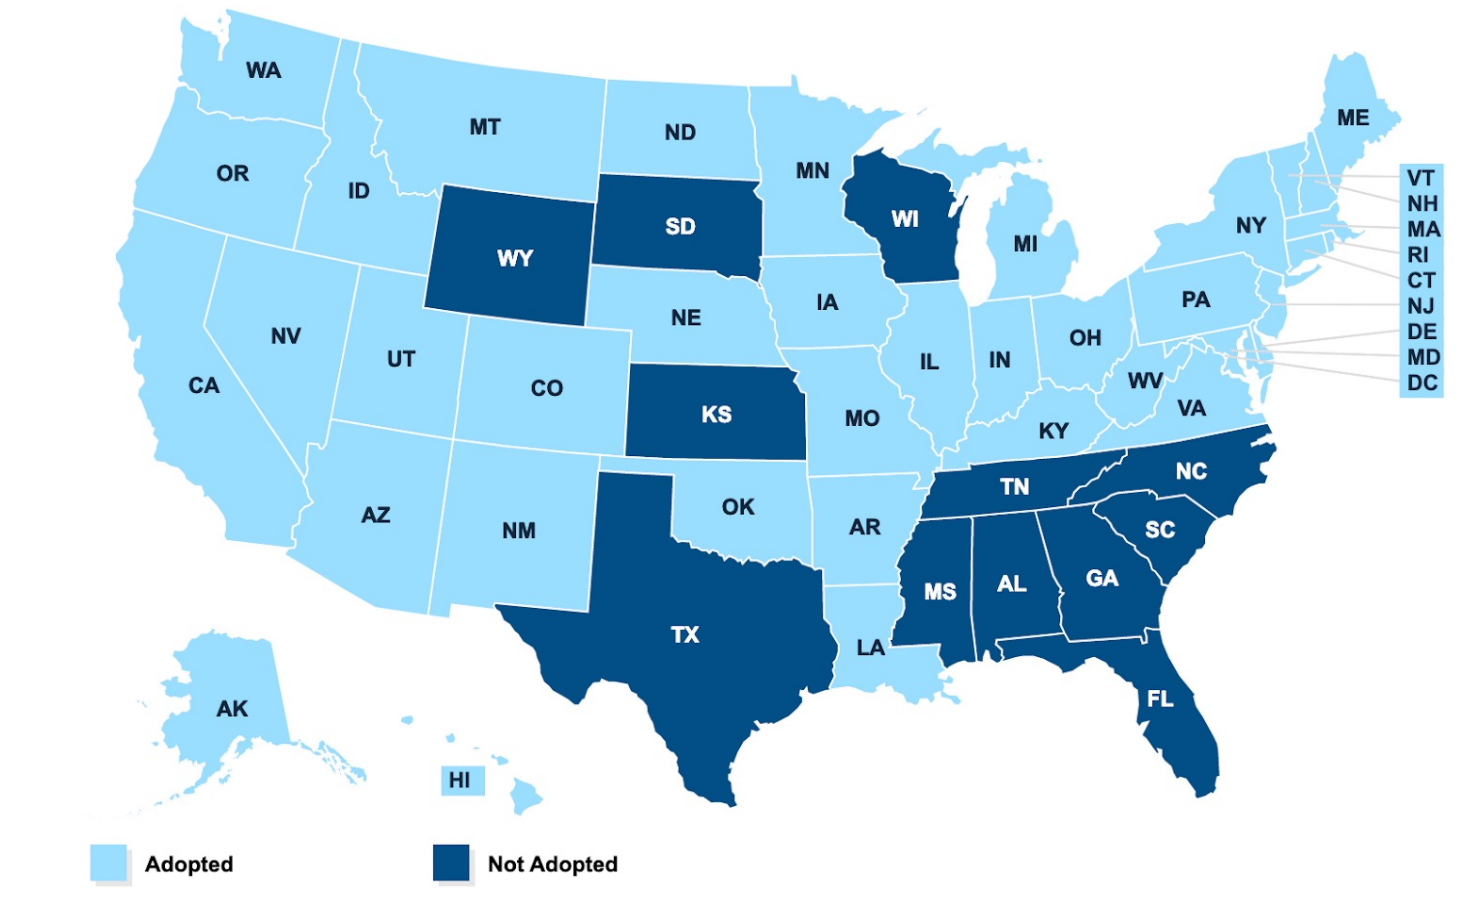 WA
MT
ND
MN
ME
OR
ID
SD
WI
MI
NY
VT
NH
MA
RI
CT
NJ
DE
MD
DC
WY
NE
IA
PA
NV
UT
CO
IL
IN
OH
WV
VA
CA
KS
MO
KY
AZ
NM
OK
AR
TN
NC
SC
TX
LA
MS
AL
GA
FL
AK
HI
Adopted
Not Adopted